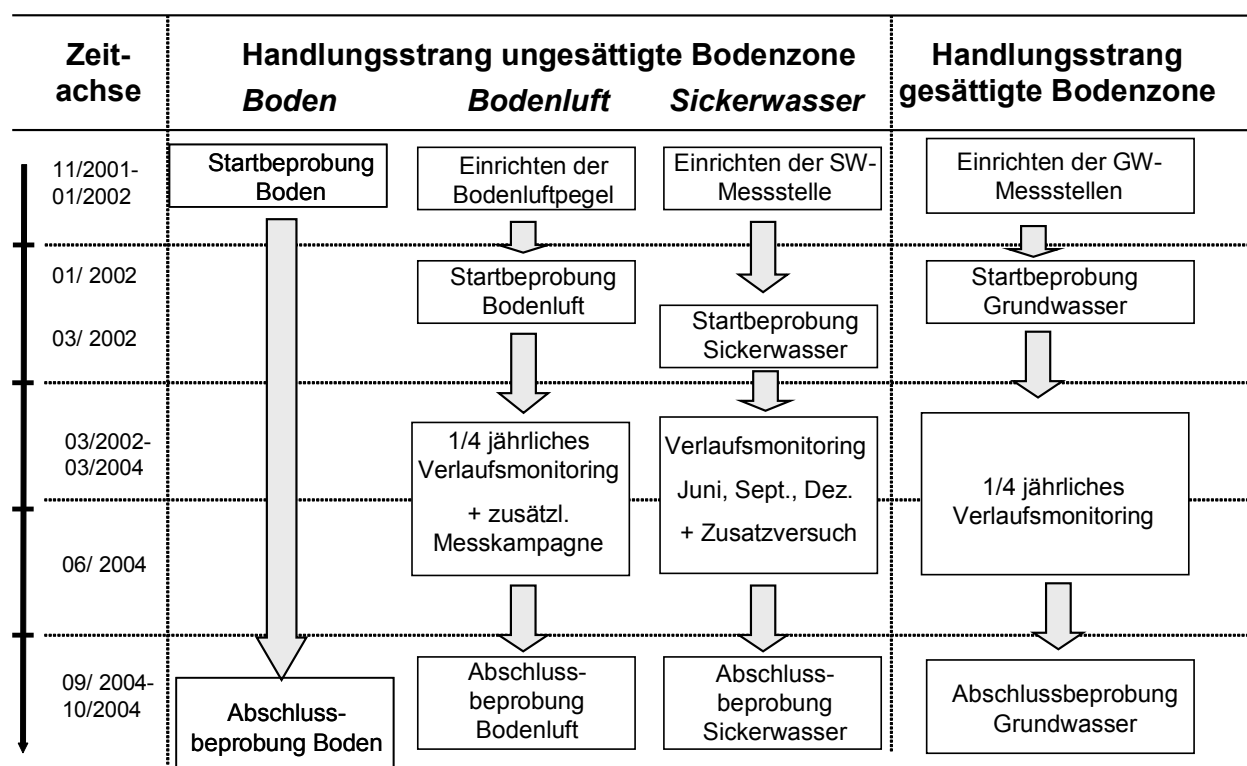 Zeit-
achse
Handlungsstrang ungesättigte Bodenzone
Boden
Bodenluft
Sickerwasser
Handlungsstrang
gesättigte Bodenzone
11/2001-
01/2002
Startbeprobung
Boden
Einrichten der
Bodenluftpegel
Einrichten der SW-
Messstelle
Einrichten der GW-
Messstellen
01/ 2002
03/ 2002
Startbeprobung
Bodenluft
Startbeprobung
Sickerwasser
Startbeprobung
Grundwasser
03/2002-
03/2004
06/ 2004
1/4 jährliches
Verlaufsmonitoring
+ zusätzl.
Messkampagne
Verlaufsmonitoring
Juni, Sept., Dez.
+ Zusatzversuch
1/4 jährliches
Verlaufsmonitoring
09/ 2004-
10/2004
Abschluss-
beprobung Boden
Abschluss-
beprobung
Bodenluft
Abschluss-
beprobung
Sickerwasser
Abschlussbeprobung
Grundwasser